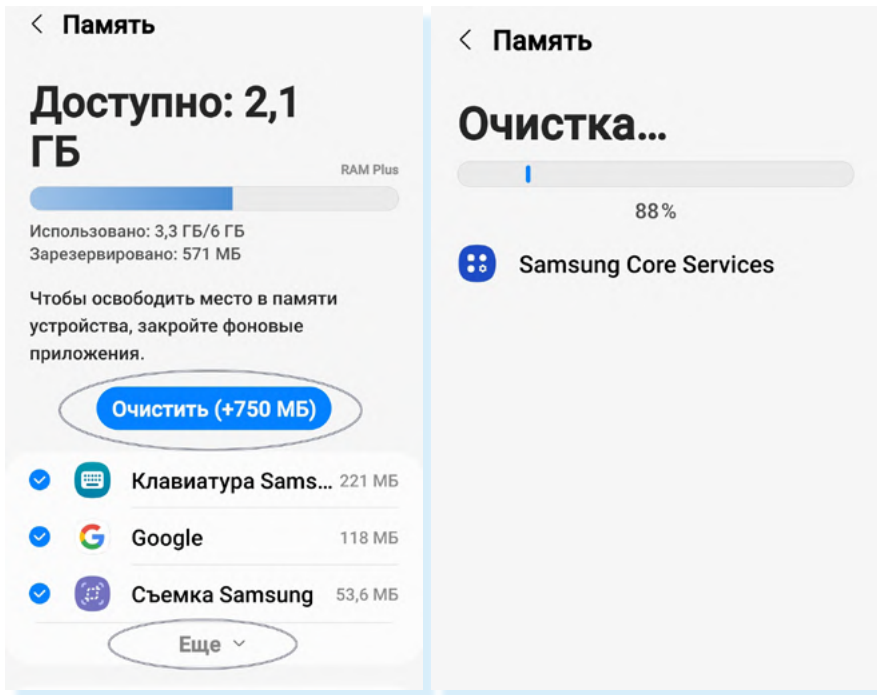 Память
Доступно: 2,1
ГБ
RAM Plus
Использовано: 3,3 ГБ/6 ГБ
Зарезервировано: 571 МБ
Чтобы освободить место в памяти
устройства, закройте фоновые
приложения.
Очистить (+750 МБ)
Клавиатура Sams... 221 МБ
Google 118 МБ
Съемка Samsung 53,6 МБ
Еще
Память
Очистка...
88%
Samsung Core Services